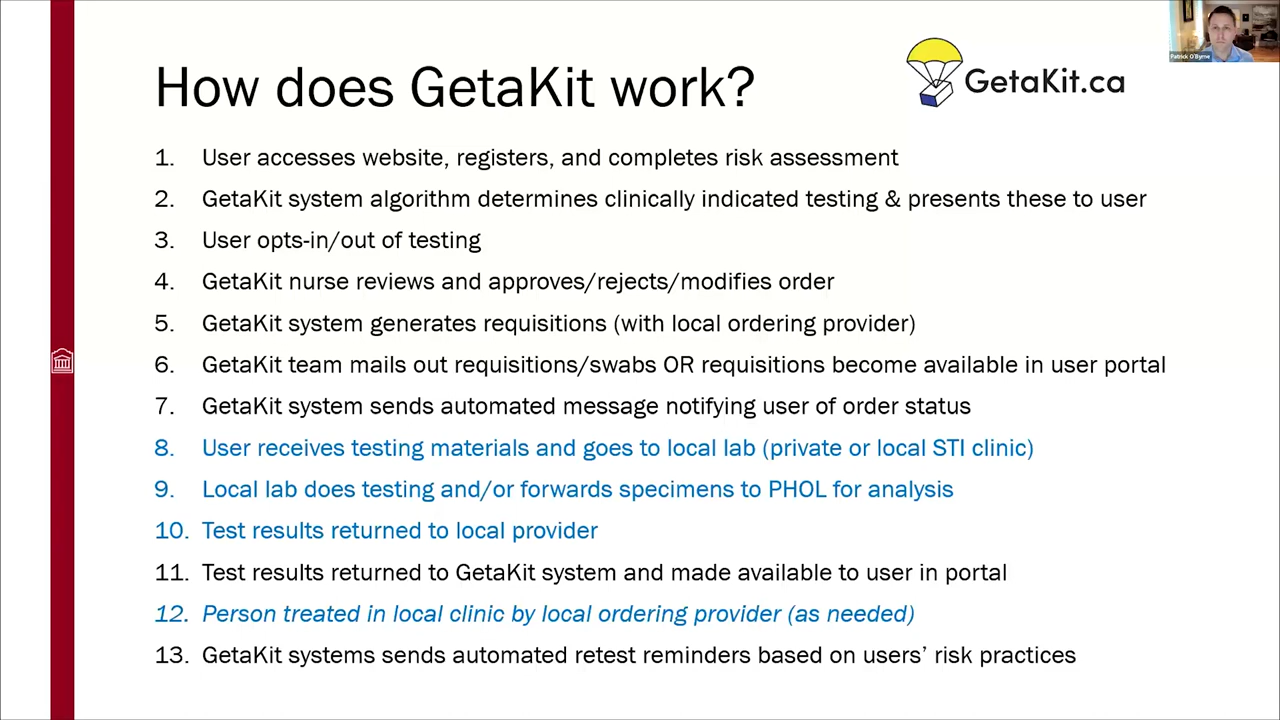 Patrick O'Byrne
How does GetaKit work?
GetaKit.ca
1. User accesses website, registers, and completes risk assessment
2. GetaKit system algorithm determines clinically indicated testing & presents these to user
3. User opts-in/out of testing
4. GetaKit nurse reviews and approves/rejects/modifies order
5. GetaKit system generates requisitions (with local ordering provider)
6. GetaKit team mails out requisitions/swabs OR requisitions become available in user portal
7. GetaKit system sends automated message notifying user of order status
8. User receives testing materials and goes to local lab (private or local STI clinic)
9. Local lab does testing and/or forwards specimens to PHOL for analysis
10. Test results returned to local provider
11. Test results returned to GetaKit system and made available to user in portal
12. Person treated in local clinic by local ordering provider (as needed)
13. GetaKit systems sends automated retest reminders based on users’ risk practices